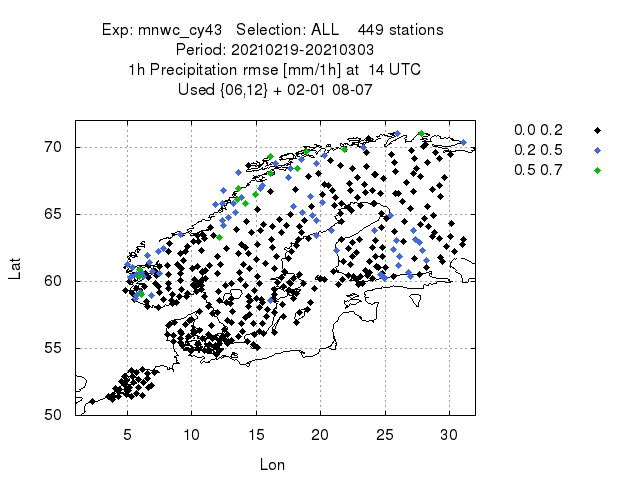 Exp: mnwc_cy43 Selection: ALL 449 stations
Period: 20210219-20210303
1h Precipitation rmse [mm/1h] at 14 UTC
Used {06,12} + 02-01 08-07
0.0 0.2
0.2 0.5
0.5 0.7
70
65
60
55
50
Lat
5 10 15 20 25 30
Lon